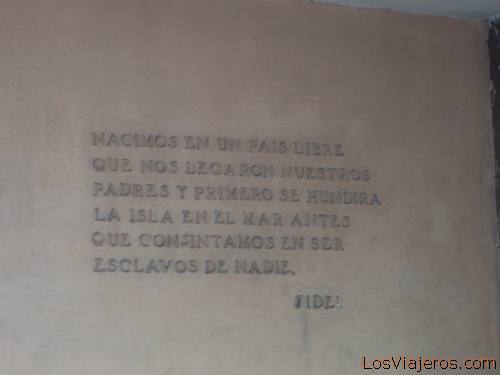 NACIMOS EN UN PAIS LIBRE
QUE NOS LEGARON NUESTROS
PADRES Y PRIMERO SE HUNDIRA
LA ISLA EN EL MAR ANTES
QUE CONSINTAMOS EN SER
ESCLAVOS DE NADIE.
FIDEL
LosViajeros.com